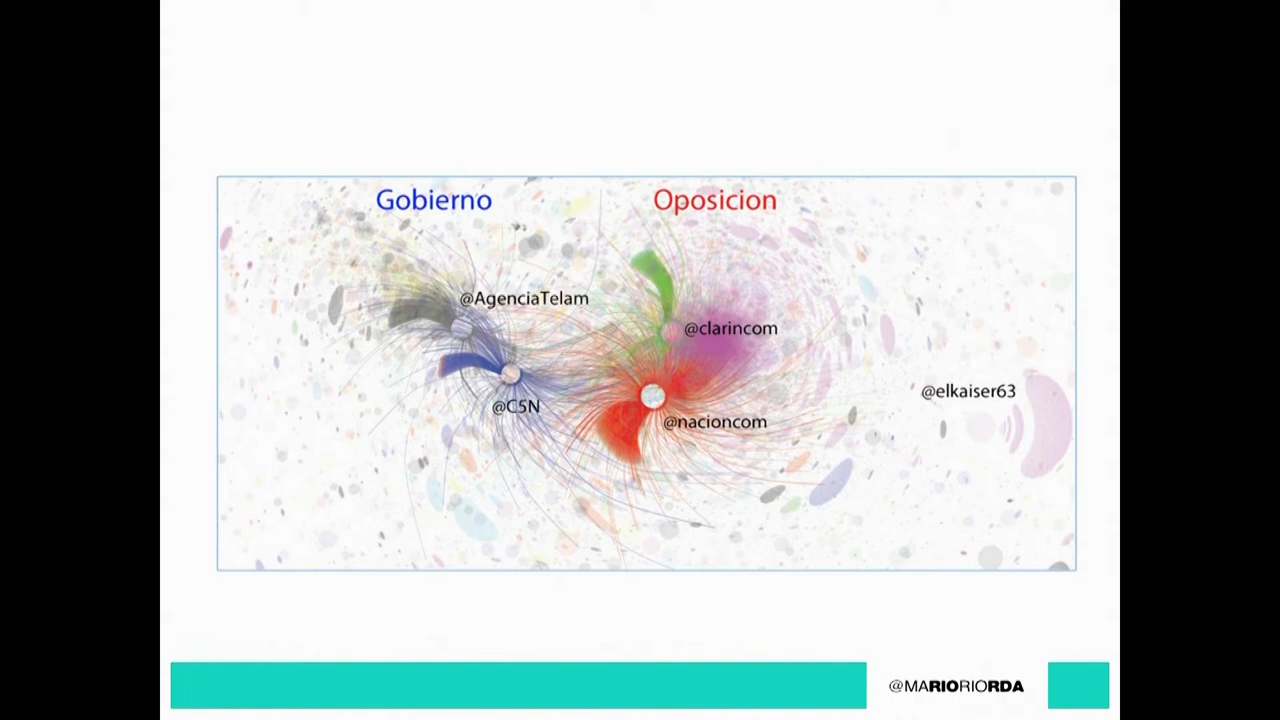 Gobierno
Oposicion
@AgenciaTelam
@clarincom
@elkaiser63
@C5N
@nacioncom
@MARIORIORDA